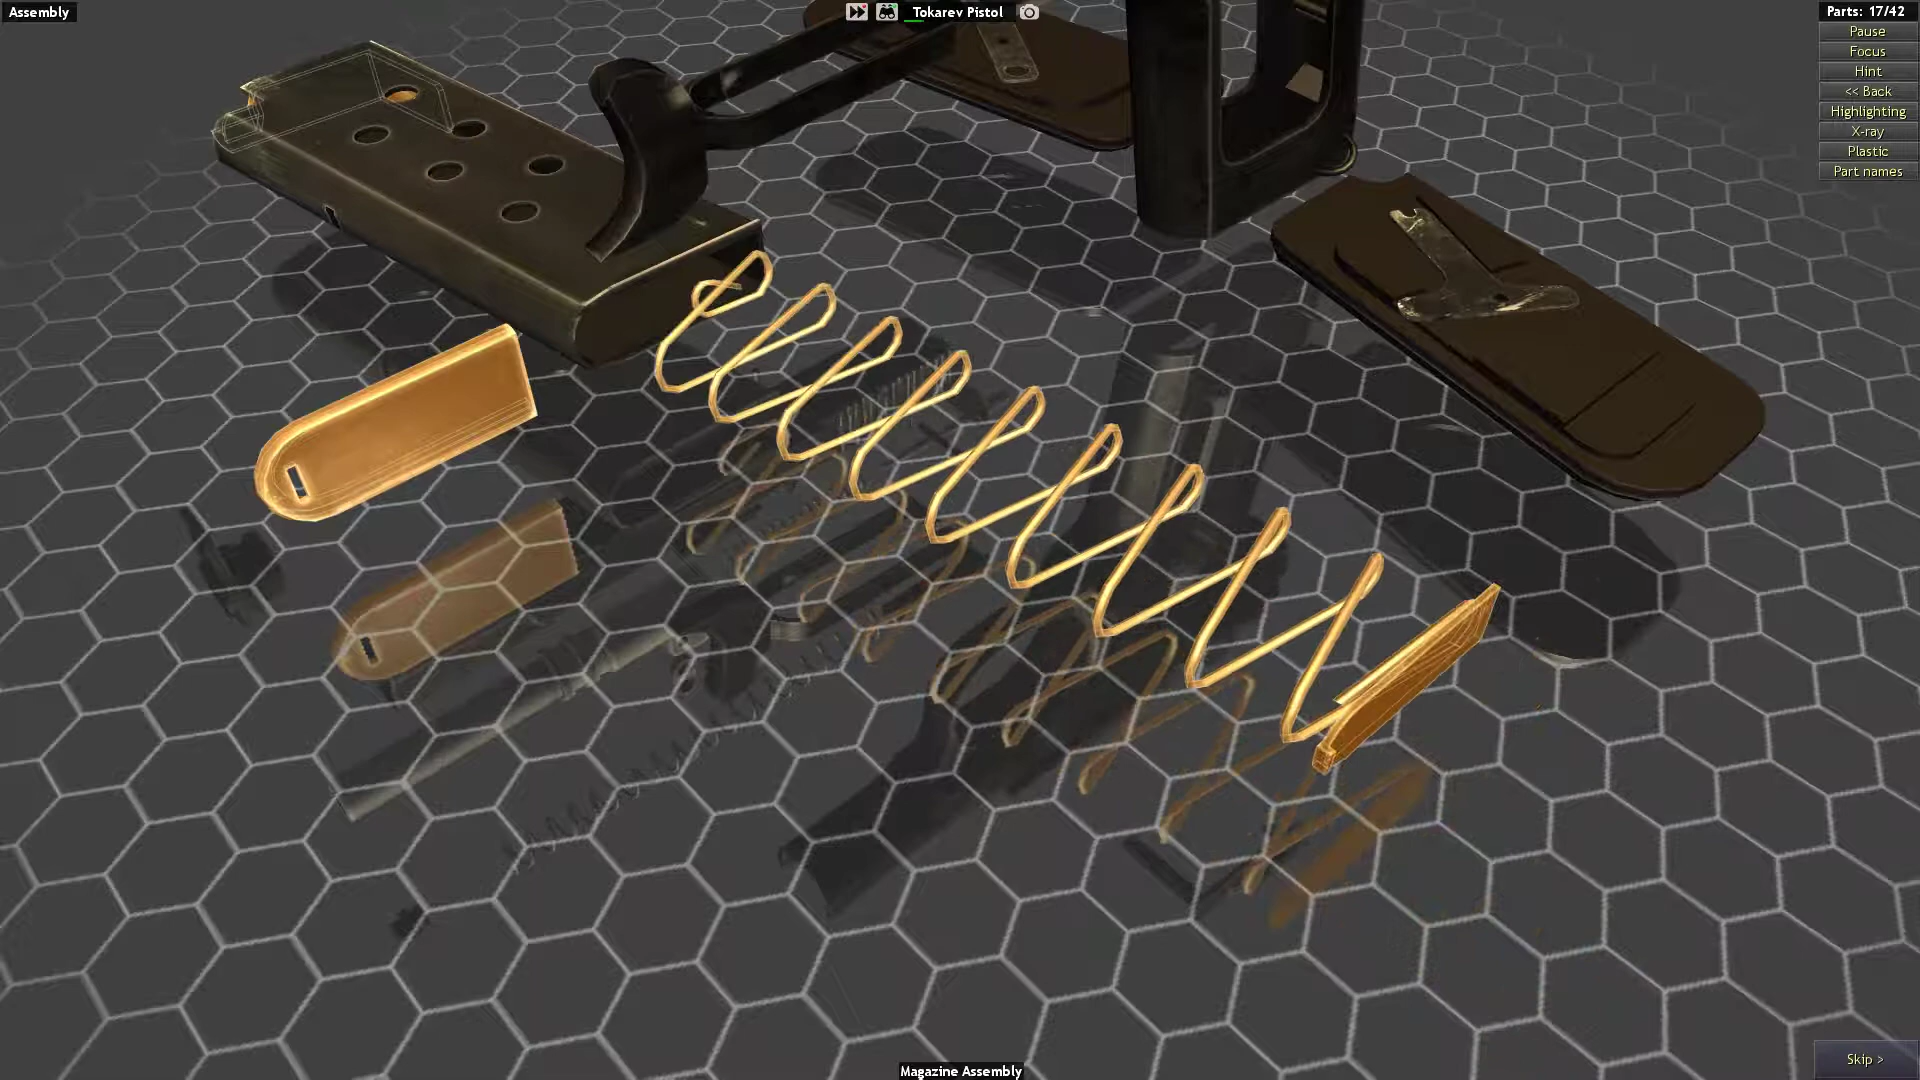 Assembly
Tokarev Pistol
Parts: 17/42
Pause
Focus
Hint
<< Back
Highlighting
X-ray
Plastic
Part names
Magazine Assembly
Skip >